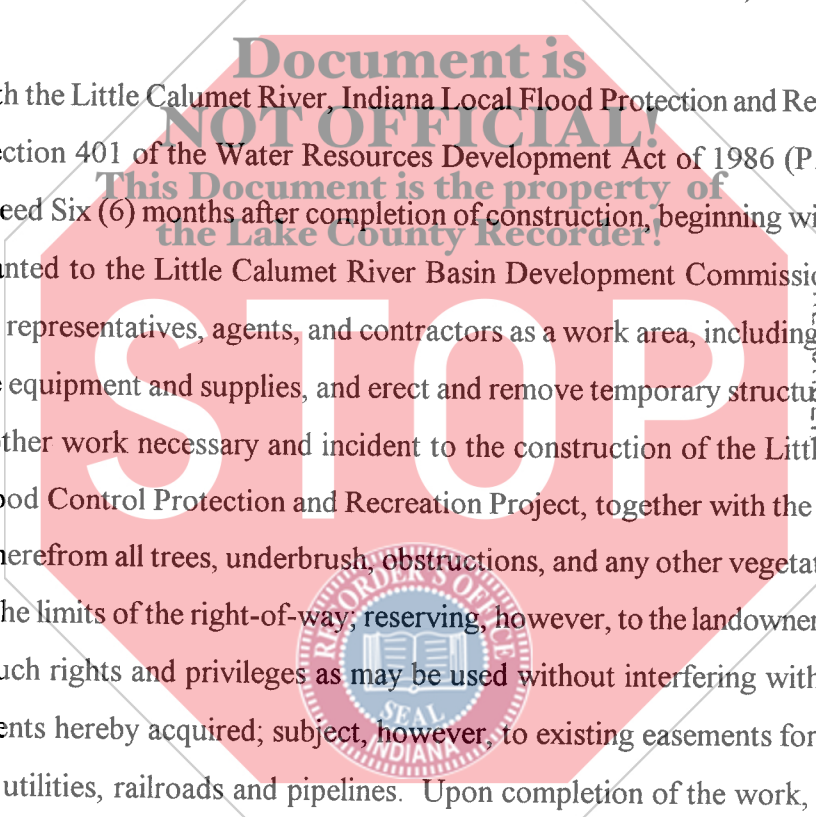 Document is
th the Little Calumet River, Indiana Local Flood Protection and Re
NOT OFFICIAL!
ection 401 of the Water Resources Development Act of 1986 (P.
This Document is the property of
eed Six (6) months after completion of construction, beginning wi
the Lake County Recorder!
anted to the Little Calumet River Basin Development Commissio
representatives, agents, and contractors as a work area, including
STOP
e equipment and supplies, and erect and remove temporary structu
ther work necessary and incident to the construction of the Littl
ood Control Protection and Recreation Project, together with the
herefrom all trees, underbrush, obstructions, and any other vegetat
he limits of the right-of-way; reserving, however, to the landowner
uch rights and privileges as may be used without interfering with
ents hereby acquired; subject, however, to existing easements for
utilities, railroads and pipelines. Upon completion of the work,
RECORDER'S OFFICE
SEAL
INDIANA